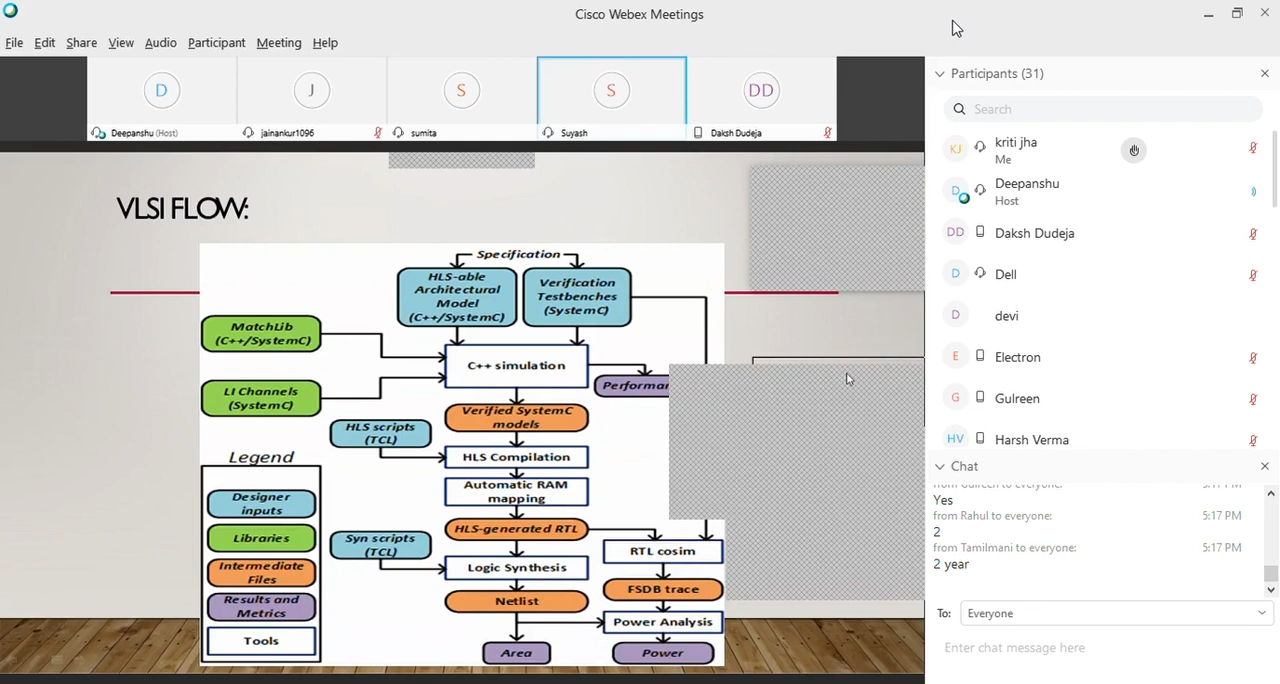 Cisco Webex Meetings
File Edit Share View Audio Participant Meeting Help
D
J
S
S
DD
Deepanshu (Host)
jainankur1096
sumita
Suyash
Daksh Dudeja
VLSI FLOW:
Specification
HLS-able
Architectural
Model
(C++/SystemC)
Verification
Testbenches
(SystemC)
MatchLib
(C++/SystemC)
C++ simulation
LI Channels
(SystemC)
Verified SystemC
models
HLS scripts
(TCL)
HLS Compilation
Automatic RAM
mapping
HLS-generated RTL
Syn scripts
(TCL)
RTL cosim
Logic Synthesis
FSDB trace
Netlist
Power Analysis
Area
Power
Legend
Designer
inputs
Libraries
Intermediate
Files
Results and
Metrics
Tools
Participants (31)
Search
KJ
kriti jha
Me
D
Deepanshu
Host
DD
Daksh Dudeja
D
Dell
D
devi
E
Electron
G
Gulreen
HV
Harsh Verma
Chat
Yes
from Rahul to everyone: 5:17 PM
2
from Tamilmani to everyone: 5:17 PM
2 year
To: Everyone
Enter chat message here